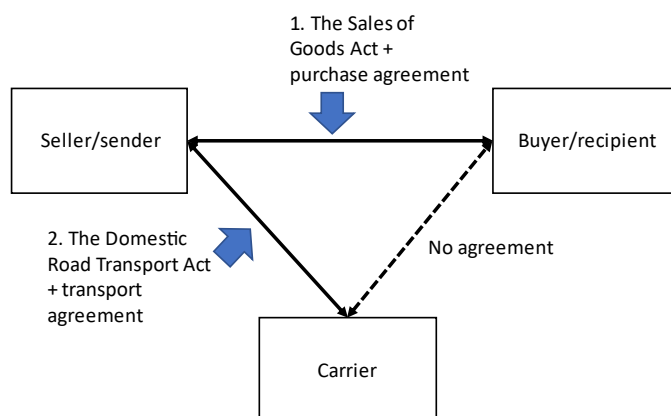 1. The Sales of
Goods Act +
purchase agreement
Seller/sender
Buyer/recipient
2. The Domestic
Road Transport Act
+ transport
agreement
No agreement
Carrier